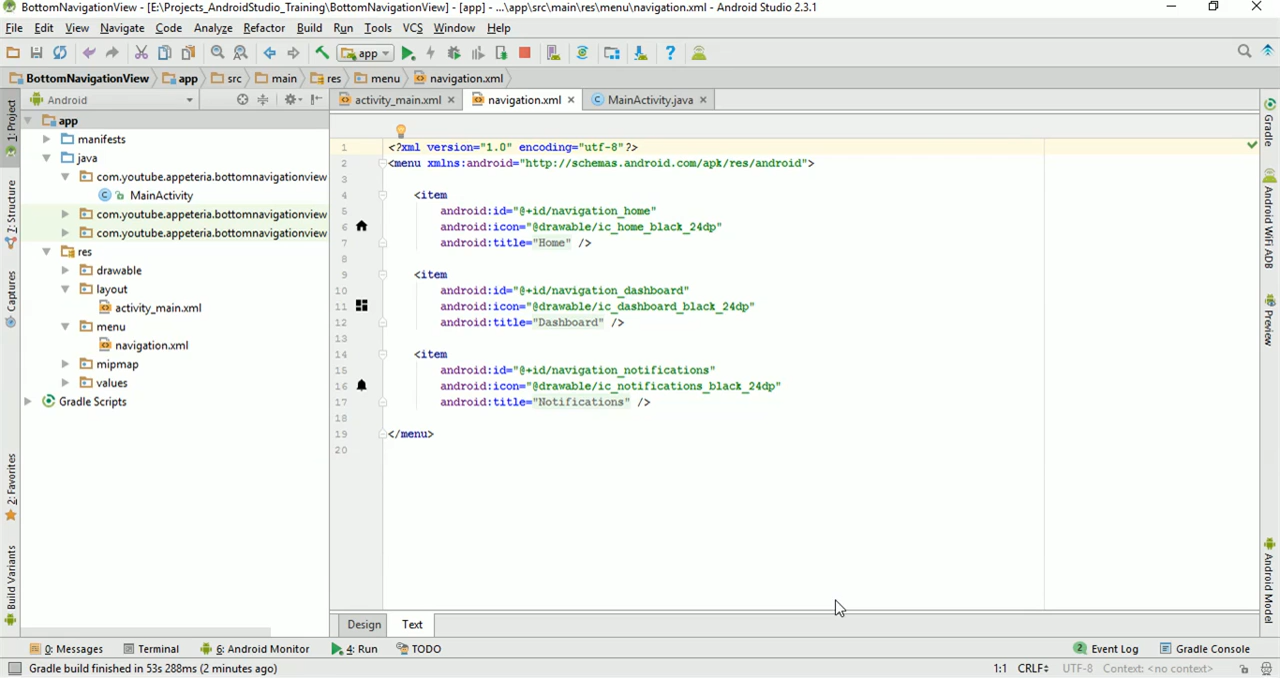 BottomNavigationView - [E:\Projects_AndroidStudio_Training\BottomNavigationView] - [app] - ...\app\src\main\res\menu\navigation.xml - Android Studio 2.3.1
File Edit View Navigate Code Analyze Refactor Build Run Tools VCS Window Help
app
BottomNavigationView app src main res menu navigation.xml
Android
activity_main.xml navigation.xml MainActivity.java
1: Project
Z: Structure
Captures
2: Favorites
Build Variants
app
manifests
java
com.youtube.appeteria.bottomnavigationview
MainActivity
com.youtube.appeteria.bottomnavigationview
com.youtube.appeteria.bottomnavigationview
res
drawable
layout
activity_main.xml
menu
navigation.xml
mipmap
values
Gradle Scripts
1 <?xml version="1.0" encoding="utf-8"?>
2 <menu xmlns:android="http://schemas.android.com/apk/res/android">
3
4 <item
5 android:id="@+id/navigation_home"
6 android:icon="@drawable/ic_home_black_24dp"
7 android:title="Home" />
8
9 <item
10 android:id="@+id/navigation_dashboard"
11 android:icon="@drawable/ic_dashboard_black_24dp"
12 android:title="Dashboard" />
13
14 <item
15 android:id="@+id/navigation_notifications"
16 android:icon="@drawable/ic_notifications_black_24dp"
17 android:title="Notifications" />
18
19 </menu>
20
Gradle
Android WiFi ADB
Preview
Android Model
Design Text
0: Messages Terminal 6: Android Monitor 4: Run TODO 2 Event Log Gradle Console
Gradle build finished in 53s 288ms (2 minutes ago) 1:1 CRLF UTF-8 Context: <no context>